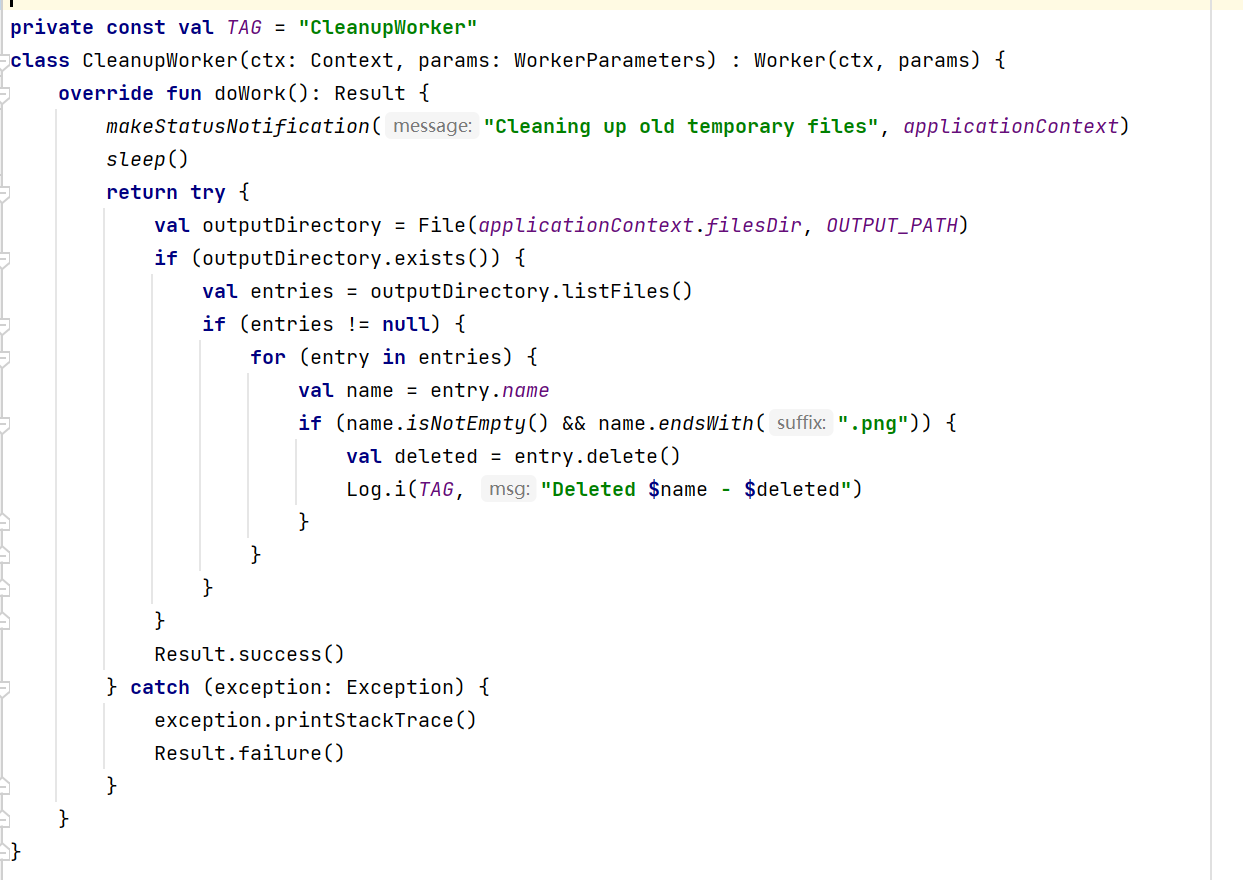 private const val TAG = "CleanupWorker"
class CleanupWorker(ctx: Context, params: WorkerParameters) : Worker(ctx, params) {
    override fun doWork(): Result {
        makeStatusNotification( message: "Cleaning up old temporary files", applicationContext)
        sleep()
        return try {
            val outputDirectory = File(applicationContext.filesDir, OUTPUT_PATH)
            if (outputDirectory.exists()) {
                val entries = outputDirectory.listFiles()
                if (entries != null) {
                    for (entry in entries) {
                        val name = entry.name
                        if (name.isNotEmpty() && name.endsWith( suffix: ".png")) {
                            val deleted = entry.delete()
                            Log.i(TAG, msg: "Deleted $name - $deleted")
                        }
                    }
                }
            }
            Result.success()
        } catch (exception: Exception) {
            exception.printStackTrace()
            Result.failure()
        }
    }
}